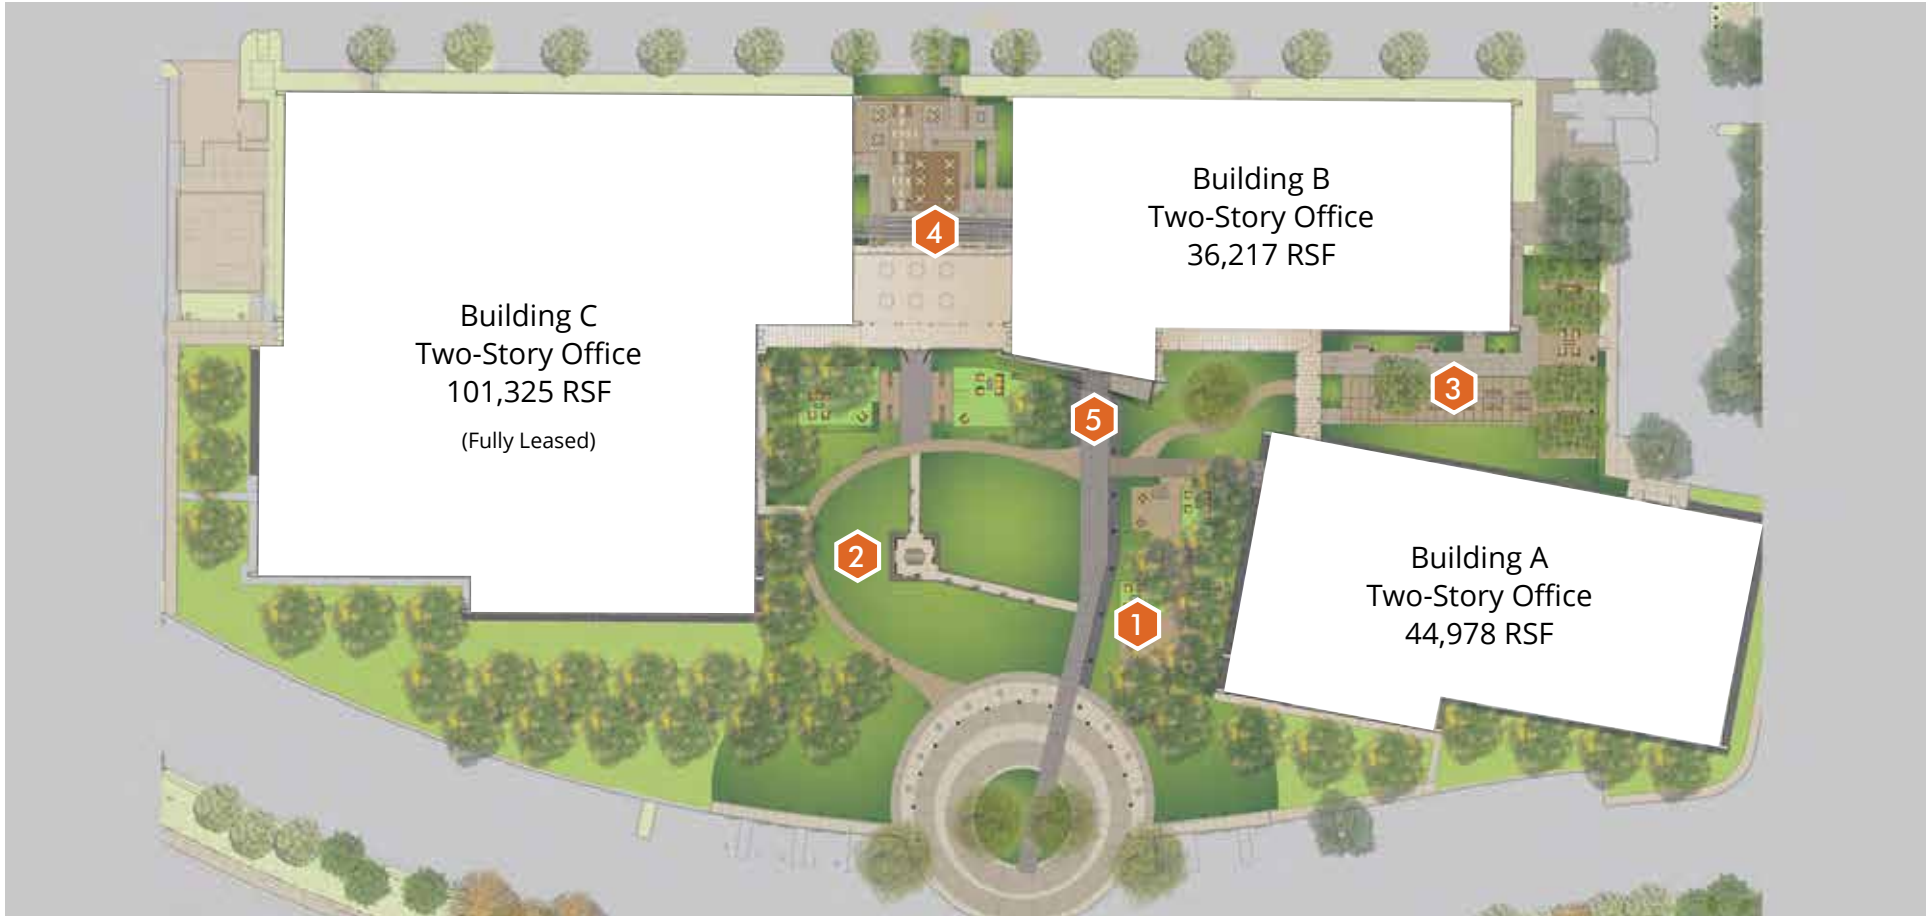 Building B
Two-Story Office
36,217 RSF
4
Building C
Two-Story Office
101,325 RSF
(Fully Leased)
3
5
2
1
Building A
Two-Story Office
44,978 RSF